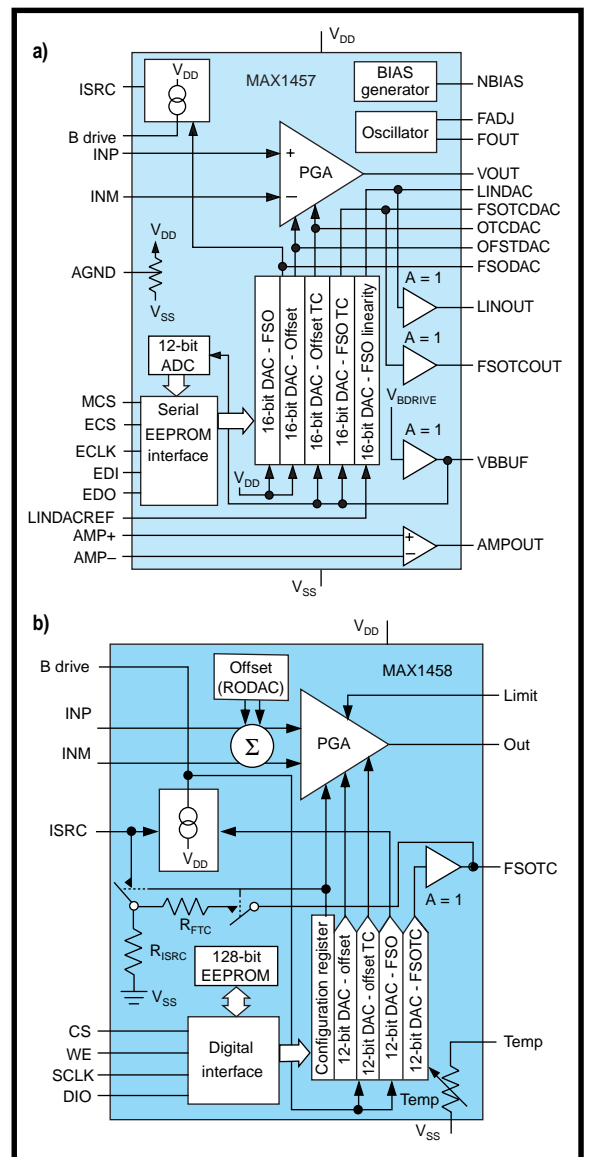 a)
VDD
MAX1457
ISRC
VDD
BIAS
generator
NBIAS
B drive
Oscillator
FADJ
FOUT
INP
+
PGA
VOUT
INM
−
LINDAC
FSOTCDAC
OTCDAC
OFSTDAC
FSODAC
VDD
AGND
VSS
A = 1
LINOUT
16-bit DAC - FSO
16-bit DAC - Offset
16-bit DAC - Offset TC
16-bit DAC - FSO TC
16-bit DAC - FSO linearity
12-bit
ADC
A = 1
FSOTCOUT
MCS
ECS
ECLK
EDI
EDO
Serial
EEPROM
interface
VBDRIVE
A = 1
VBBUF
VDD
LINDACREF
AMP+
AMP−
+
−
AMPOUT
VSS
b)
VDD
MAX1458
B drive
Offset
(RODAC)
Limit
INP
INM
Σ
PGA
Out
ISRC
VDD
FSOTC
A = 1
RFTC
RISRC
VSS
128-bit
EEPROM
Configuration register
12-bit DAC - offset
12-bit DAC - offset TC
12-bit DAC - FSO
12-bit DAC - FSOTC
CS
WE
SCLK
DIO
Digital
interface
Temp
Temp
VSS